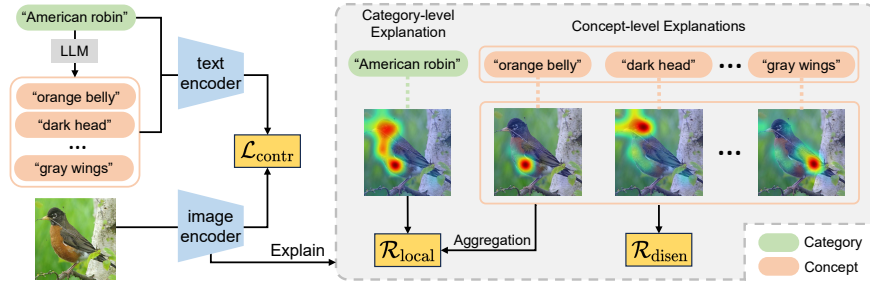 “American robin”
LLM
“orange belly”
“dark head”
•••
“gray wings”
text
encoder
image
encoder
L_contr
Explain
Category-level
Explanation
Concept-level Explanations
“American robin”
“orange belly”
“dark head”
•••
“gray wings”
•••
R_local
Aggregation
R_disen
Category
Concept